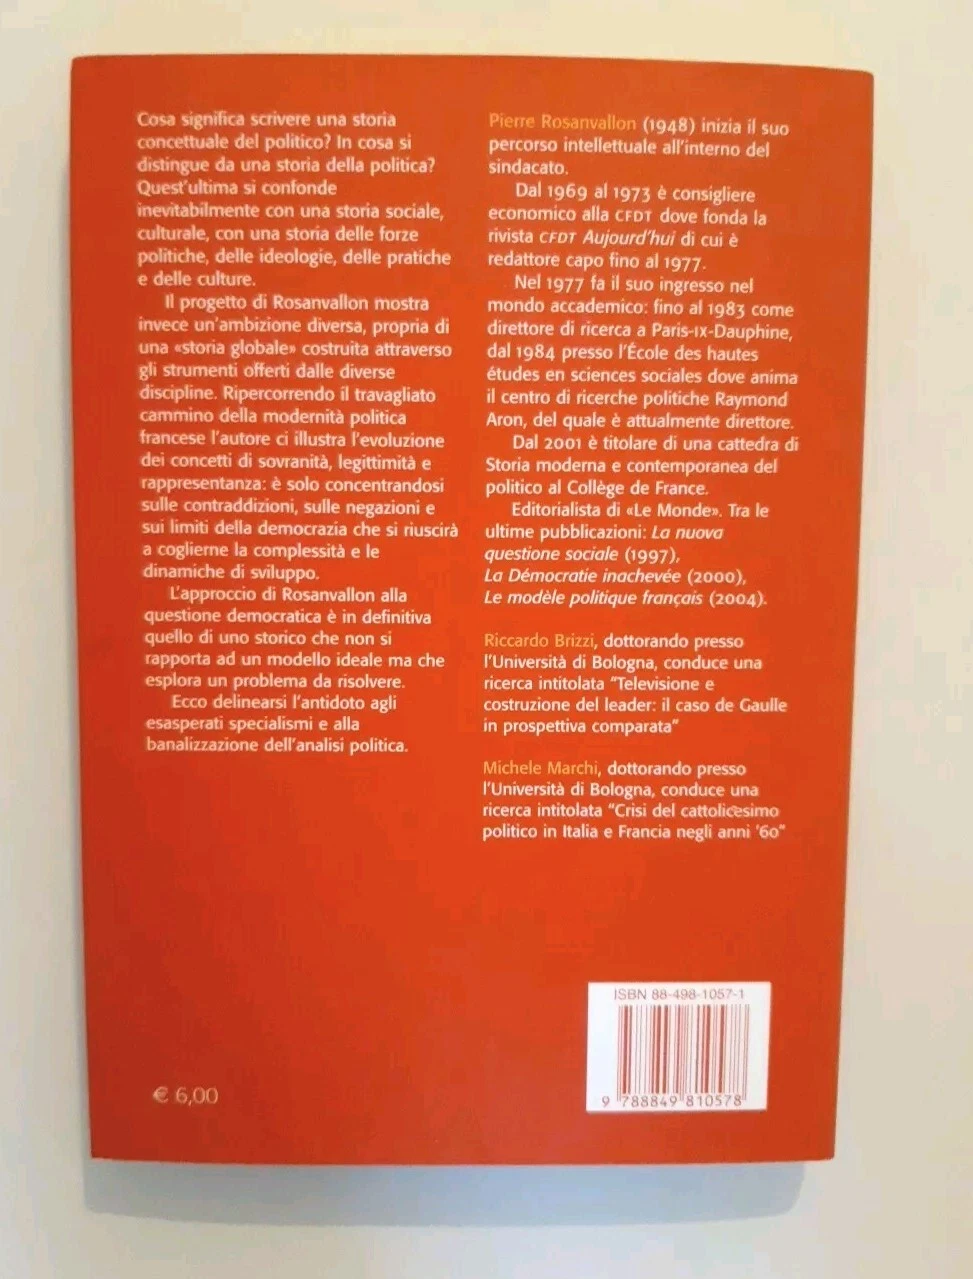 Cosa significa scrivere una storia
concettuale del politico? In cosa si
distingue da una storia della politica?
Quest'ultima si confonde
inevitabilmente con una storia sociale,
culturale, con una storia delle forze
politiche, delle ideologie, delle pratiche
e delle culture.
Il progetto di Rosanvallon mostra
invece un'ambizione diversa, propria di
una «storia globale» costruita attraverso
gli strumenti offerti dalle diverse
discipline. Ripercorrendo il travagliato
cammino della modernità politica
francese l'autore ci illustra l'evoluzione
dei concetti di sovranità, legittimità e
rappresentanza: è solo concentrandosi
sulle contraddizioni, sulle negazioni e
sui limiti della democrazia che si riuscirà
a coglierne la complessità e le
dinamiche di sviluppo.
L'approccio di Rosanvallon alla
questione democratica è in definitiva
quello di uno storico che non si
rapporta ad un modello ideale ma che
esplora un problema da risolvere.
Ecco delinearsi l'antidoto agli
esasperati specialismi e alla
banalizzazione dell'analisi politica.
Pierre Rosanvallon (1948) inizia il suo
percorso intellettuale all'interno del
sindacato.
Dal 1969 al 1973 è consigliere
economico alla CFDT dove fonda la
rivista CFDT Aujourd'hui di cui è
redattore capo fino al 1977.
Nel 1977 fa il suo ingresso nel
mondo accademico: fino al 1983 come
direttore di ricerca a Paris-IX-Dauphine,
dal 1984 presso l'École des hautes
études en sciences sociales dove anima
il centro di ricerche politiche Raymond
Aron, del quale è attualmente direttore.
Dal 2001 è titolare di una cattedra di
Storia moderna e contemporanea del
politico al Collège de France.
Editorialista di «Le Monde». Tra le
ultime pubblicazioni: La nuova
questione sociale (1997),
La Démocratie inachevée (2000),
Le modèle politique français (2004).
Riccardo Brizzi, dottorando presso
l'Università di Bologna, conduce una
ricerca intitolata "Televisione e
costruzione del leader: il caso de Gaulle
in prospettiva comparata"
Michele Marchi, dottorando presso
l'Università di Bologna, conduce una
ricerca intitolata "Crisi del cattolicesimo
politico in Italia e Francia negli anni '60"
ISBN 88-498-1057-1
9 788849 810578
€ 6,00